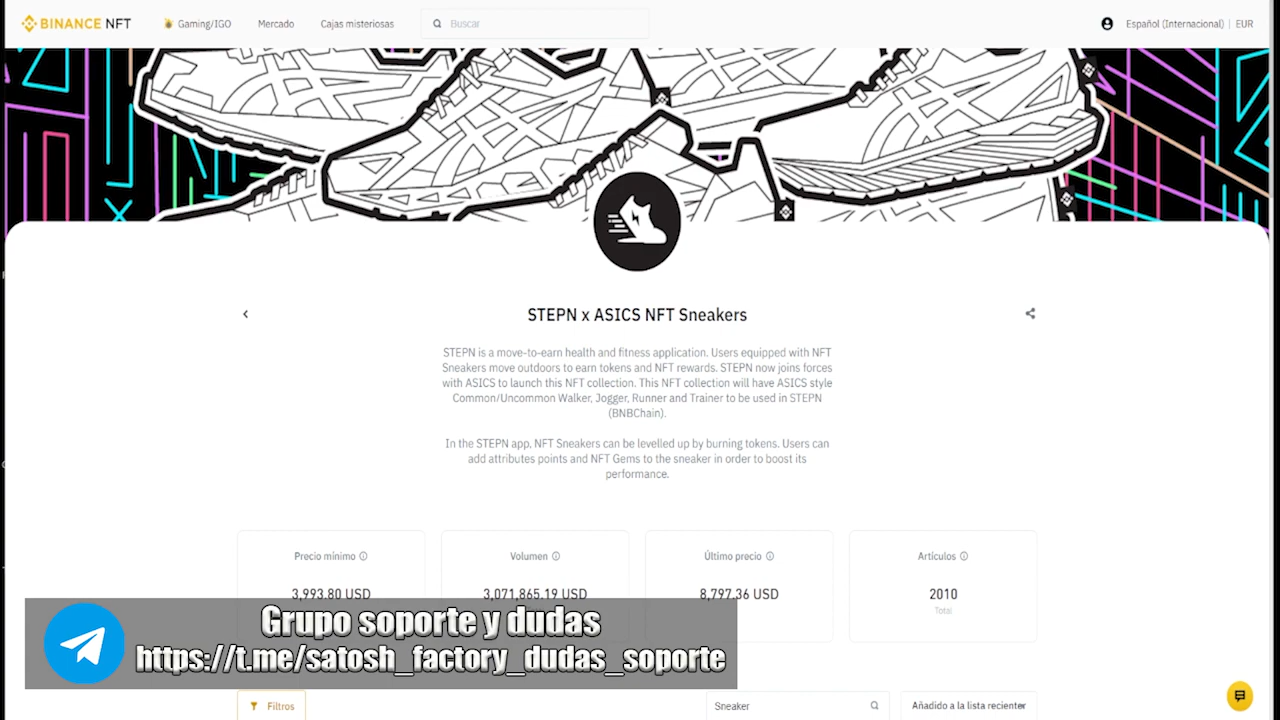 BINANCE NFT
Gaming/IGO
Mercado
Cajas misteriosas
Buscar
Español (Internacional) | EUR
STEPN x ASICS NFT Sneakers
STEPN is a move-to-earn health and fitness application. Users equipped with NFT
Sneakers move outdoors to earn tokens and NFT rewards. STEPN now joins forces
with ASICS to launch this NFT collection. This NFT collection will have ASICS style
Common/Uncommon Walker, Jogger, Runner and Trainer to be used in STEPN
(BNBChain).
In the STEPN app, NFT Sneakers can be levelled up by burning tokens. Users can
add attributes points and NFT Gems to the sneaker in order to boost its
performance.
Precio mínimo
3,993.80 USD
Volumen
3,071,865.19 USD
Último precio
8,797.36 USD
Artículos
2010
Total
Grupo soporte y dudas
https://t.me/satosh_factory_dudas_soporte
Filtros
Sneaker
Añadido a la lista recienter